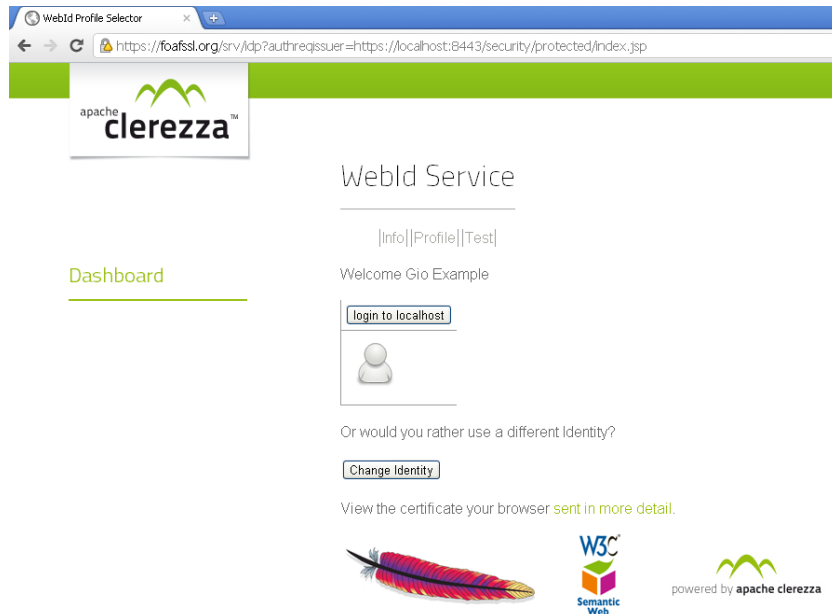 WebId Profile Selector
https://foafssl.org/srv/idp?authreqissuer=https://localhost:8443/security/protected/index.jsp
apache
clerezza™
WebId Service
|Info||Profile||Test|
Dashboard
Welcome Gio Example
login to localhost
Or would you rather use a different Identity?
Change Identity
View the certificate your browser sent in more detail.
W3C
Semantic
Web
powered by apache clerezza